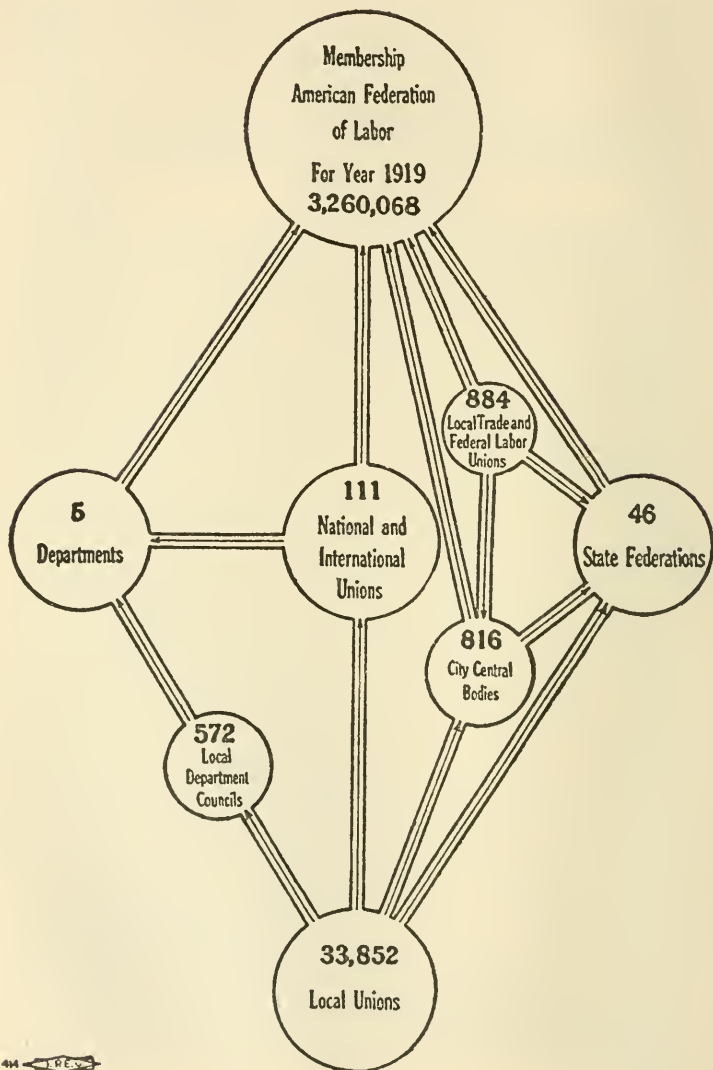 Membership
American Federation
of Labor
For Year 1919
3,260,068
884
Local Trade and
Federal Labor
Unions
5
Departments
111
National and
International
Unions
46
State Federations
816
City Central
Bodies
572
Local
Department
Councils
33,852
Local Unions
414